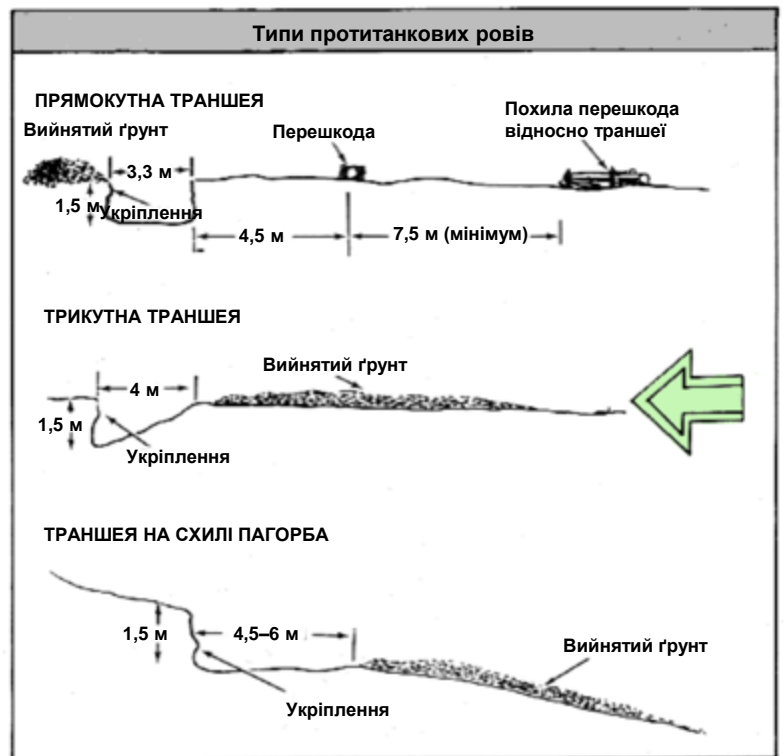 Типи протитанкових ровів
ПРЯМОКУТНА ТРАНШЕЯ
Вийнятий ґрунт
Перешкода
Похила перешкода
відносно траншеї
3,3 м
1,5 м
Укріплення
4,5 м
7,5 м (мінімум)
ТРИКУТНА ТРАНШЕЯ
Вийнятий ґрунт
4 м
1,5 м
Укріплення
ТРАНШЕЯ НА СХИЛІ ПАГОРБА
1,5 м
4,5–6 м
Вийнятий ґрунт
Укріплення